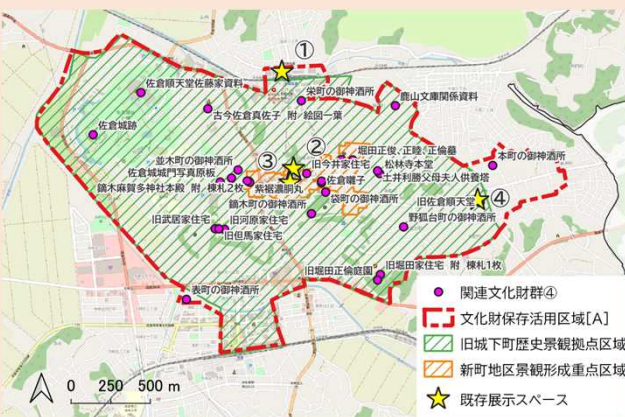 ①
佐倉順天堂佐藤家資料
栄町の御神酒所
鹿山文庫関係資料
古今佐倉真佐子 附 絵図一葉
佐倉城跡
②
堀田正俊、正睦、正倫墓
並木町の御神酒所
③
旧今井家住宅
松林寺本堂
本町の御神酒所
佐倉城城門写真原板
佐倉囃子
土井利勝父母夫人供養塔
鏑木麻賀多神社本殿 附 棟札2枚
紫裾濃胴丸
旧佐倉順天堂
④
鏑木町の御神酒所
袋町の御神酒所
旧武居家住宅
旧河原家住宅
野狐台町の御神酒所
旧但馬家住宅
旧堀田正倫庭園
旧堀田家住宅 附 棟札1枚
表町の御神酒所
関連文化財群④
文化財保存活用区域[A]
旧城下町歴史景観拠点区域
新町地区景観形成重点区域
既存展示スペース
0 250 500 m